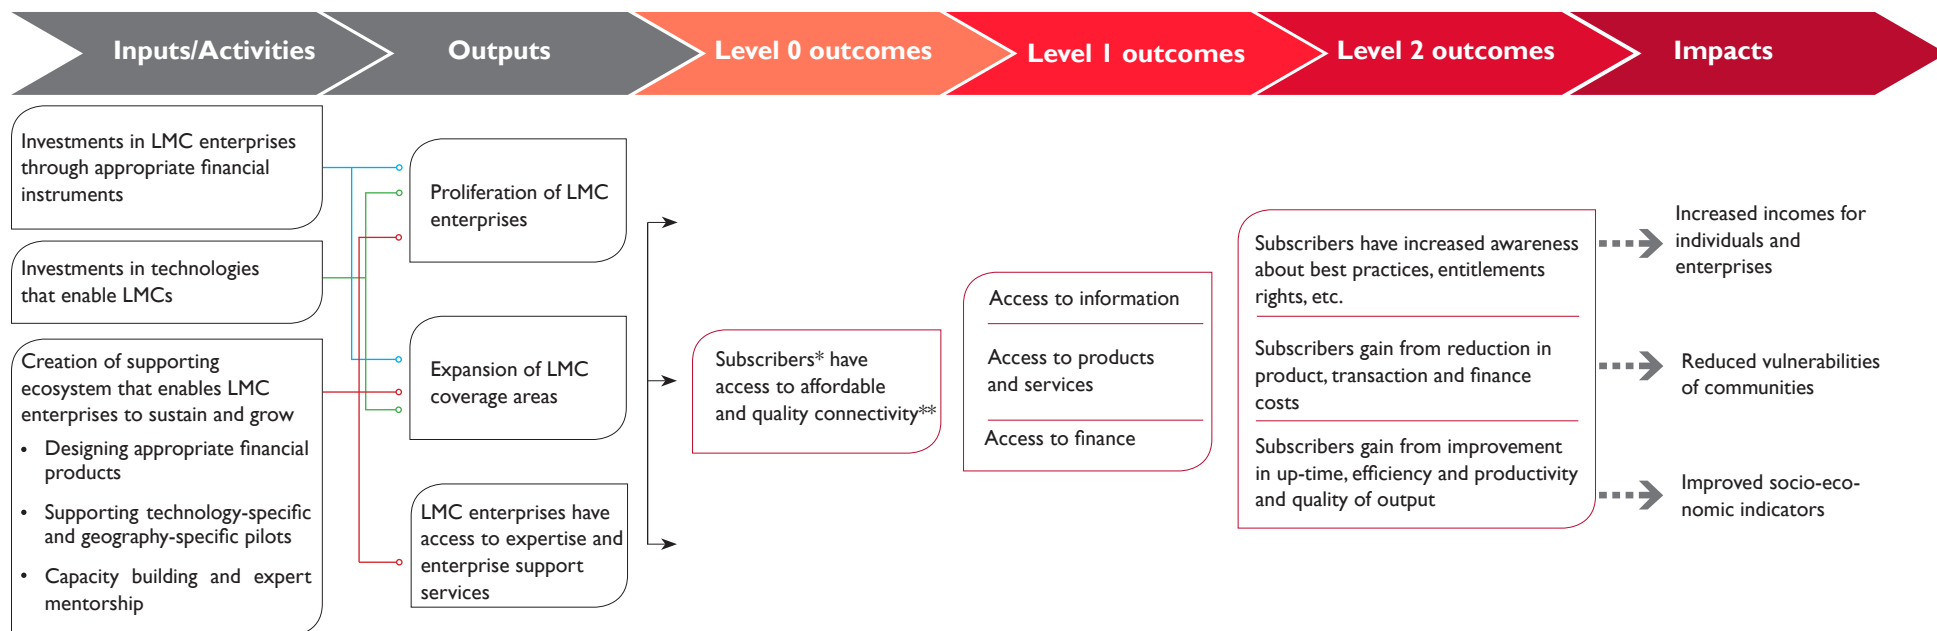 Inputs/Activities
Outputs
Level 0 outcomes
Level 1 outcomes
Level 2 outcomes
Impacts
Investments in LMC enterprises
through appropriate financial
instruments
Investments in technologies
that enable LMCs
Creation of supporting
ecosystem that enables LMC
enterprises to sustain and grow
• Designing appropriate financial
products
• Supporting technology-specific
and geography-specific pilots
• Capacity building and expert
mentorship
Proliferation of LMC
enterprises
Expansion of LMC
coverage areas
LMC enterprises have
access to expertise and
enterprise support
services
Subscribers* have
access to affordable
and quality connectivity**
Access to information
Access to products
and services
Access to finance
Subscribers have increased awareness
about best practices, entitlements
rights, etc.
Subscribers gain from reduction in
product, transaction and finance
costs
Subscribers gain from improvement
in up-time, efficiency and productivity
and quality of output
Increased incomes for
individuals and
enterprises
Reduced vulnerabilities
of communities
Improved socio-eco-
nomic indicators